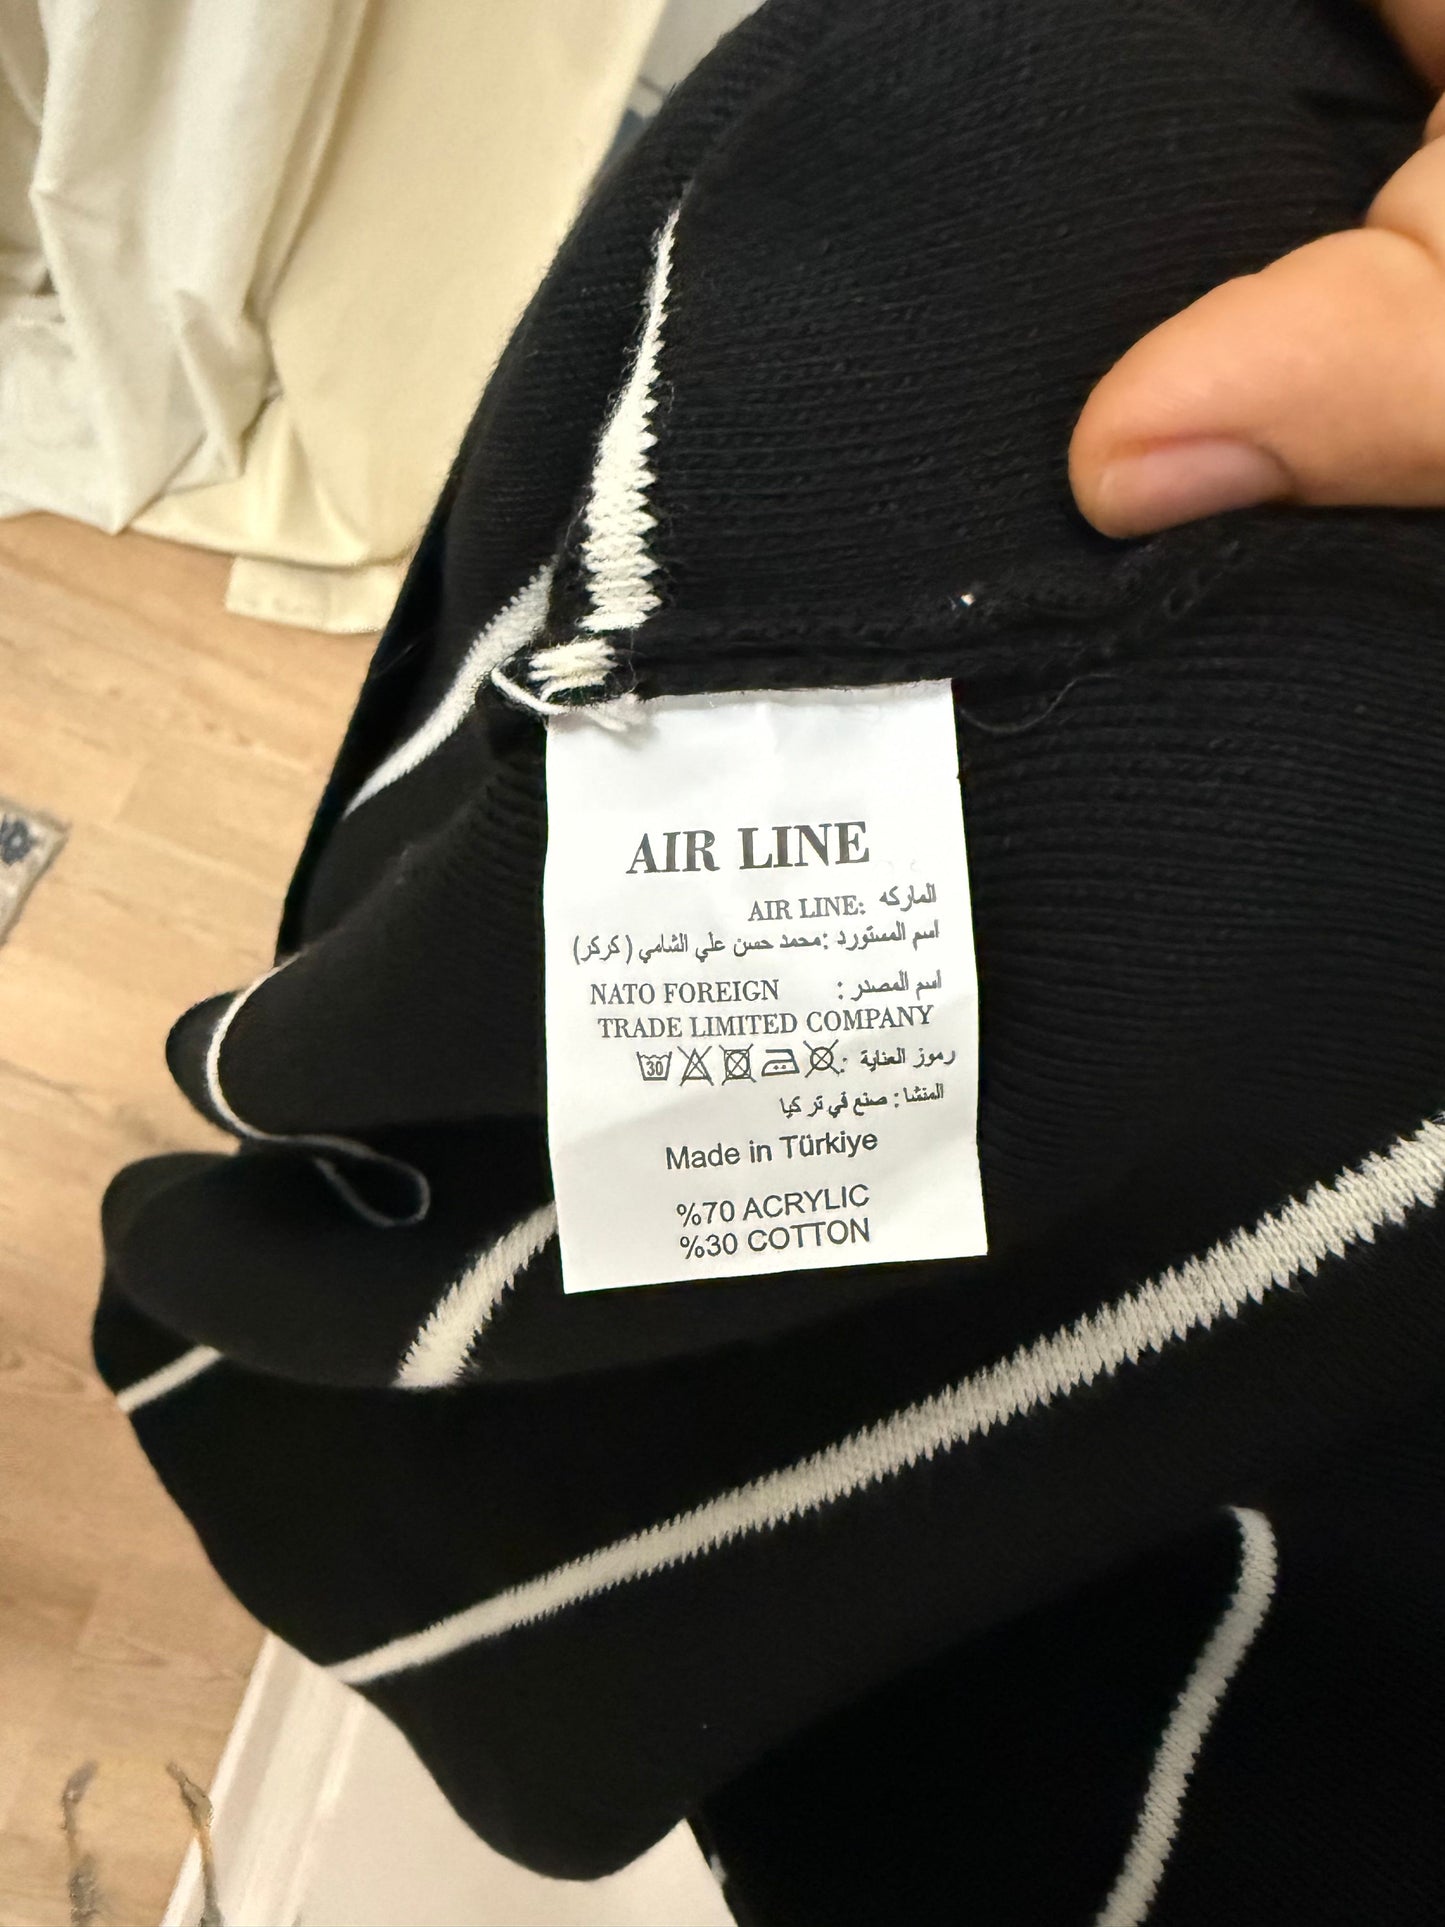 AIR LINE
الماركه :AIR LINE
اسم المستورد :محمد حسن علي الشامي (كركر)
اسم المصدر : NATO FOREIGN
TRADE LIMITED COMPANY
رموز العناية :
30
المنشا : صنع في تركيا
Made in Türkiye
%70 ACRYLIC
%30 COTTON